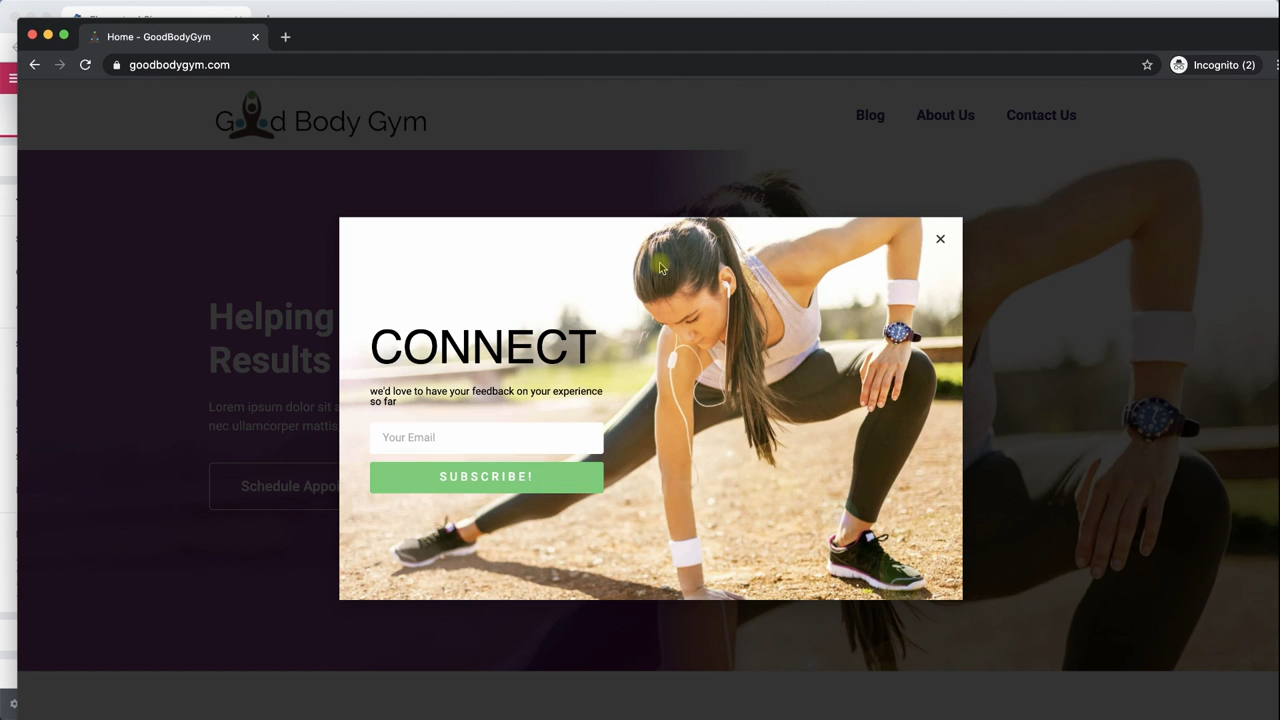 Home - GoodBodyGym
goodbodygym.com
Incognito (2)
Good Body Gym
Blog
About Us
Contact Us
Helping
Results
Lorem ipsum dolor sit a
nec ullamcorper mattis
Schedule Appoi
CONNECT
we'd love to have your feedback on your experience
so far
Your Email
SUBSCRIBE!